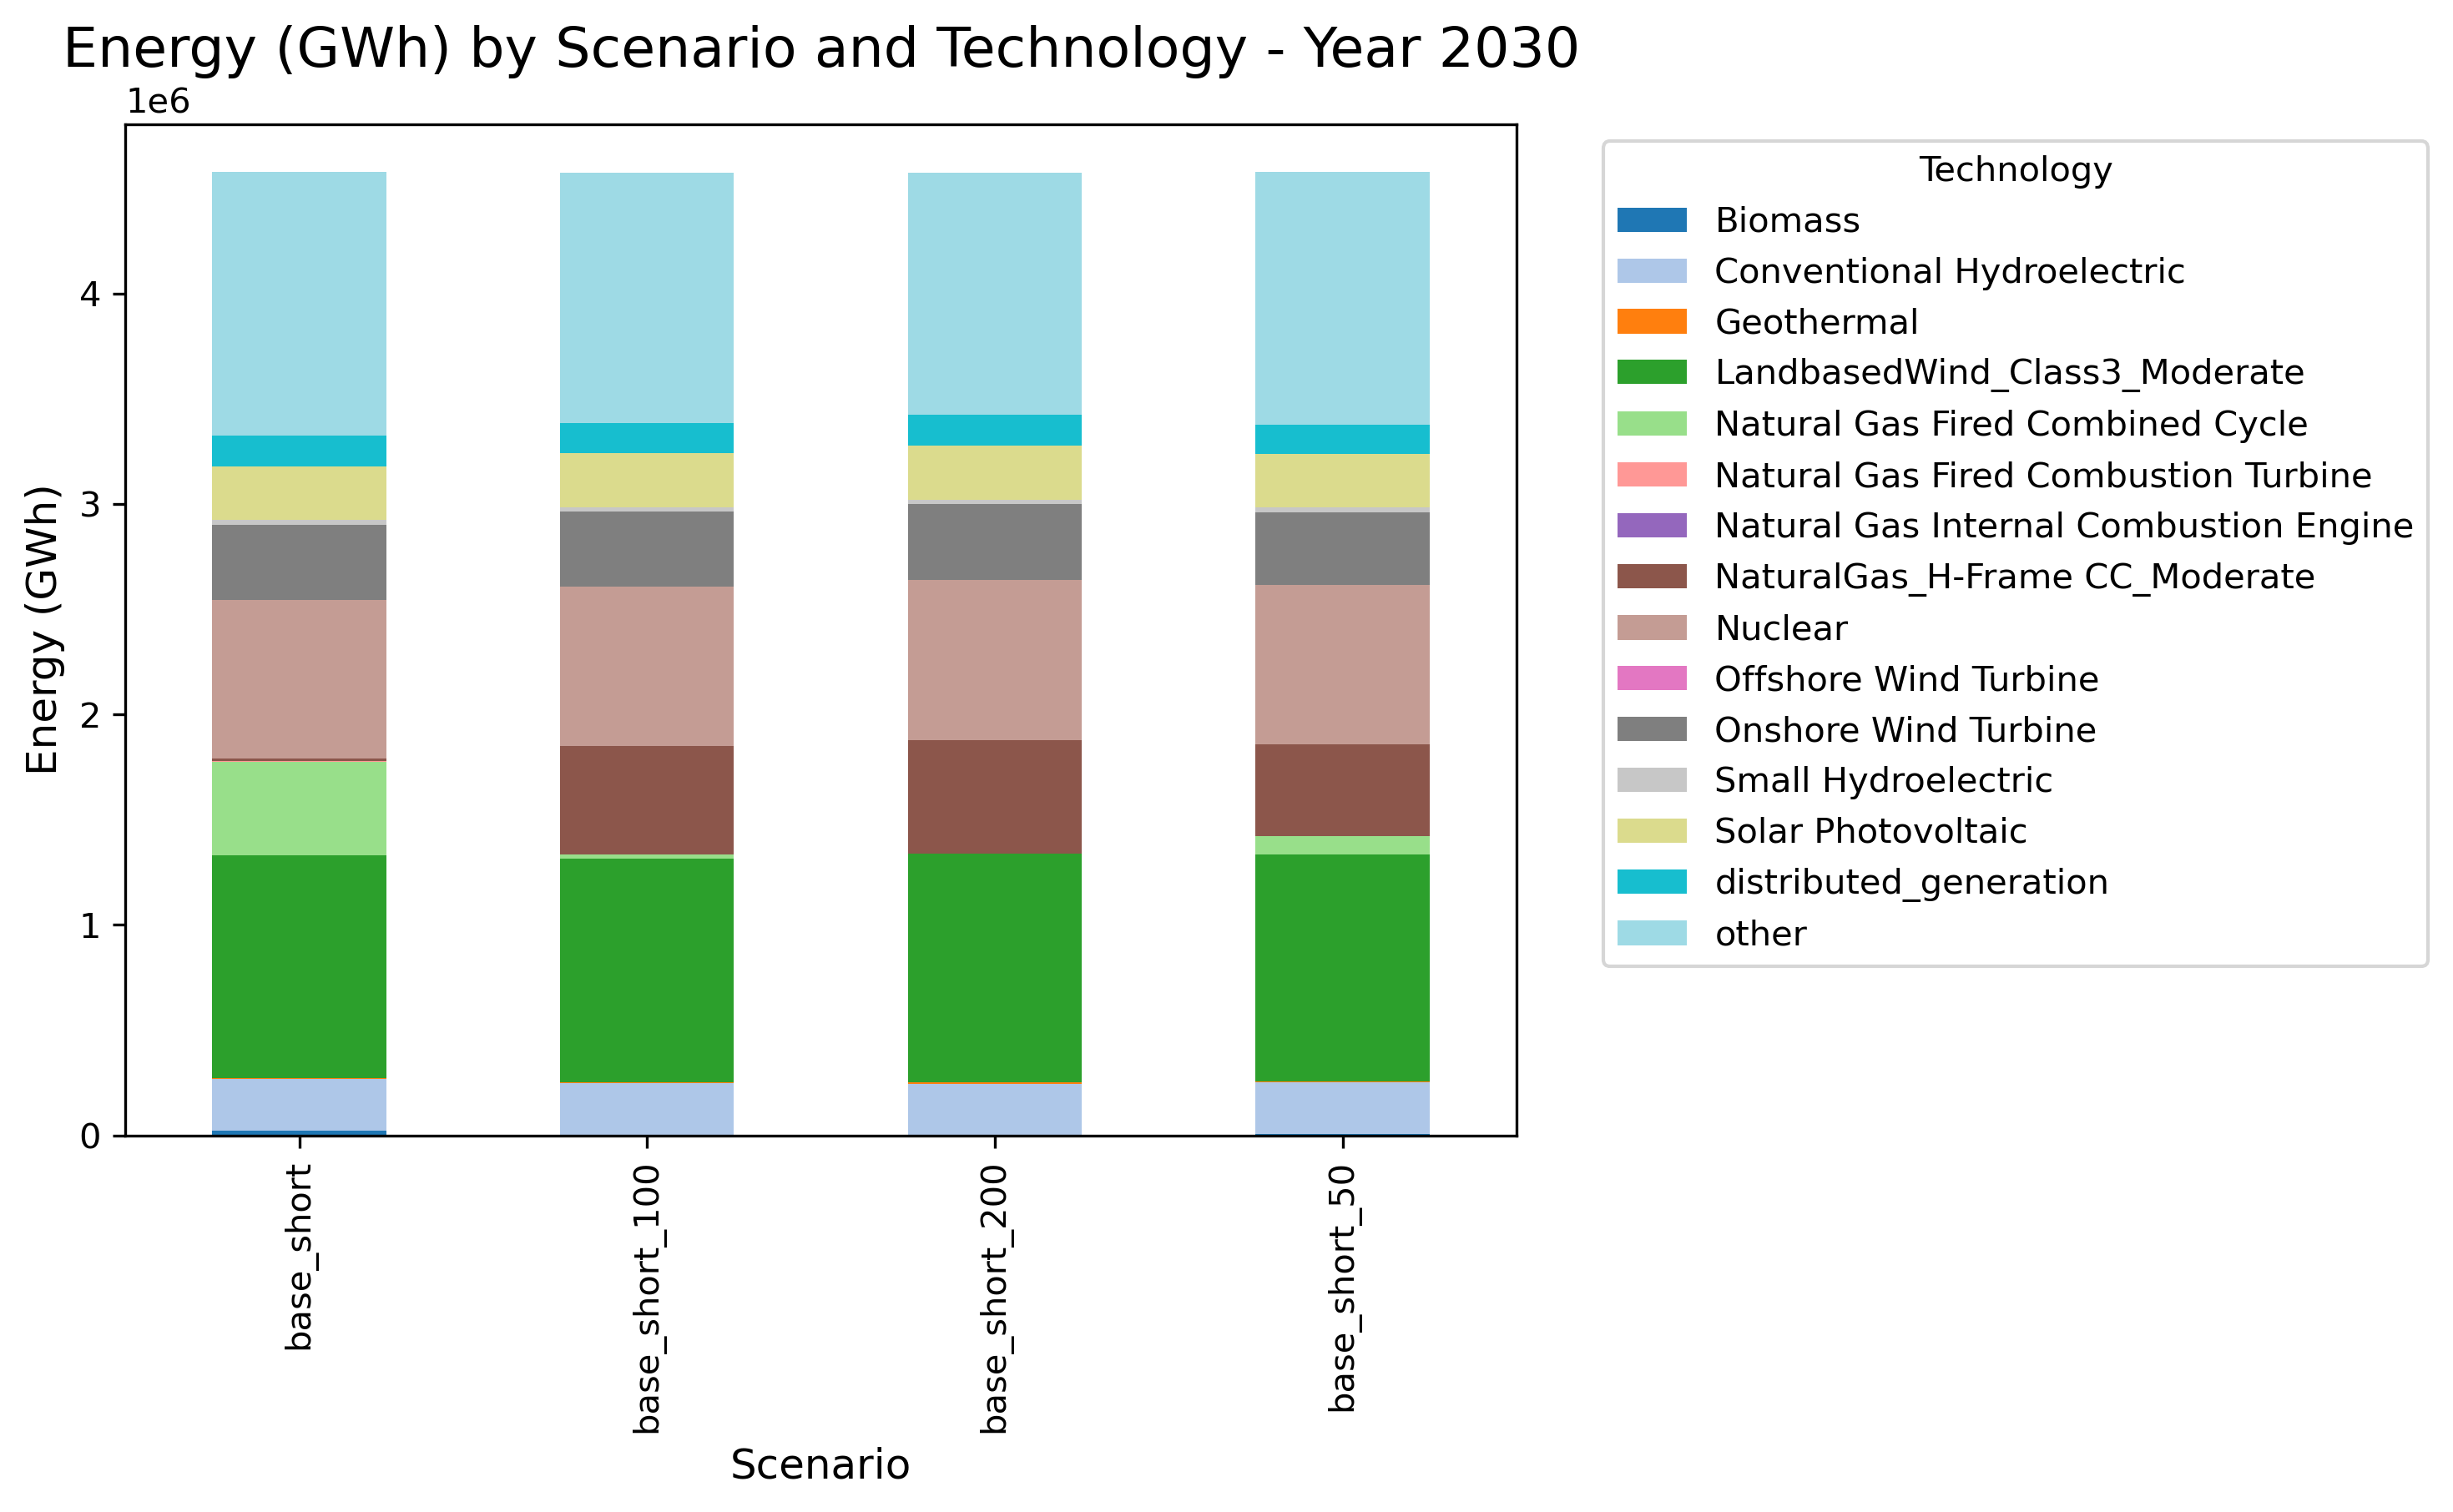 Energy (GWh) by Scenario and Technology - Year 2030
1e6
Energy (GWh)
4
3
2
1
0
base_short
base_short_100
base_short_200
base_short_50
Scenario
Technology
Biomass
Conventional Hydroelectric
Geothermal
LandbasedWind_Class3_Moderate
Natural Gas Fired Combined Cycle
Natural Gas Fired Combustion Turbine
Natural Gas Internal Combustion Engine
NaturalGas_H-Frame CC_Moderate
Nuclear
Offshore Wind Turbine
Onshore Wind Turbine
Small Hydroelectric
Solar Photovoltaic
distributed_generation
other